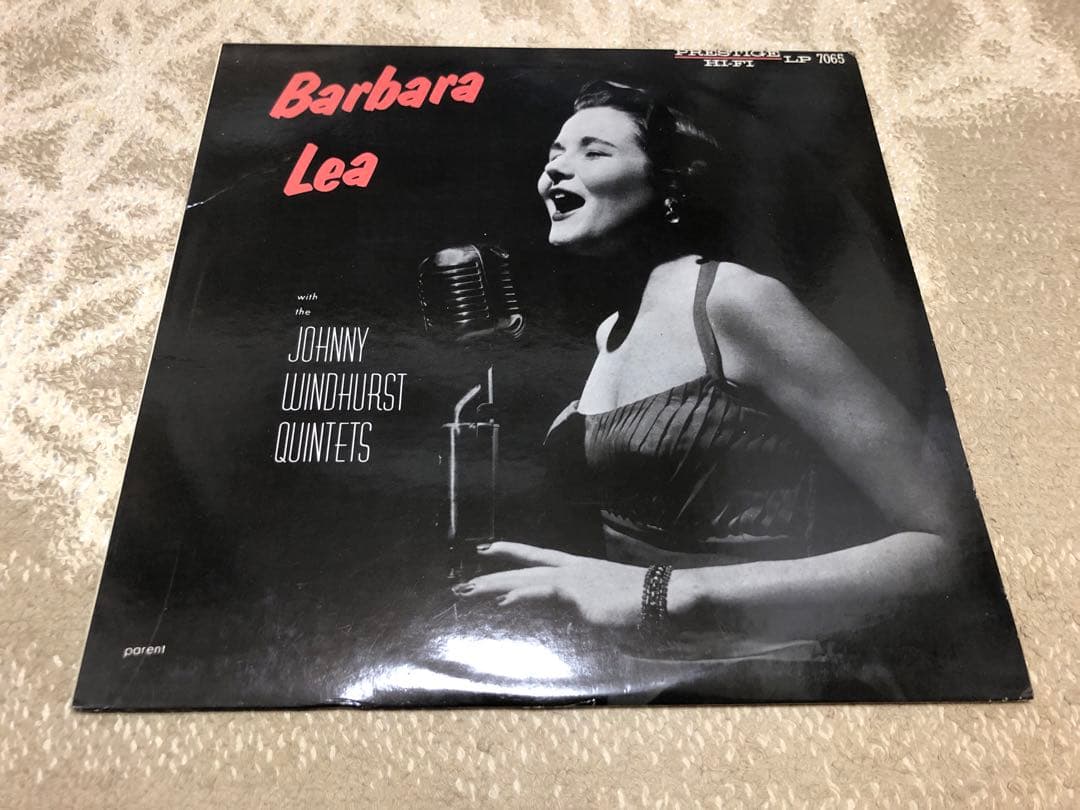 PRESTIGE
HI-FI LP 7065
Barbara
Lea
with
the
JOHNNY
WINDHURST
QUINTETS
parent